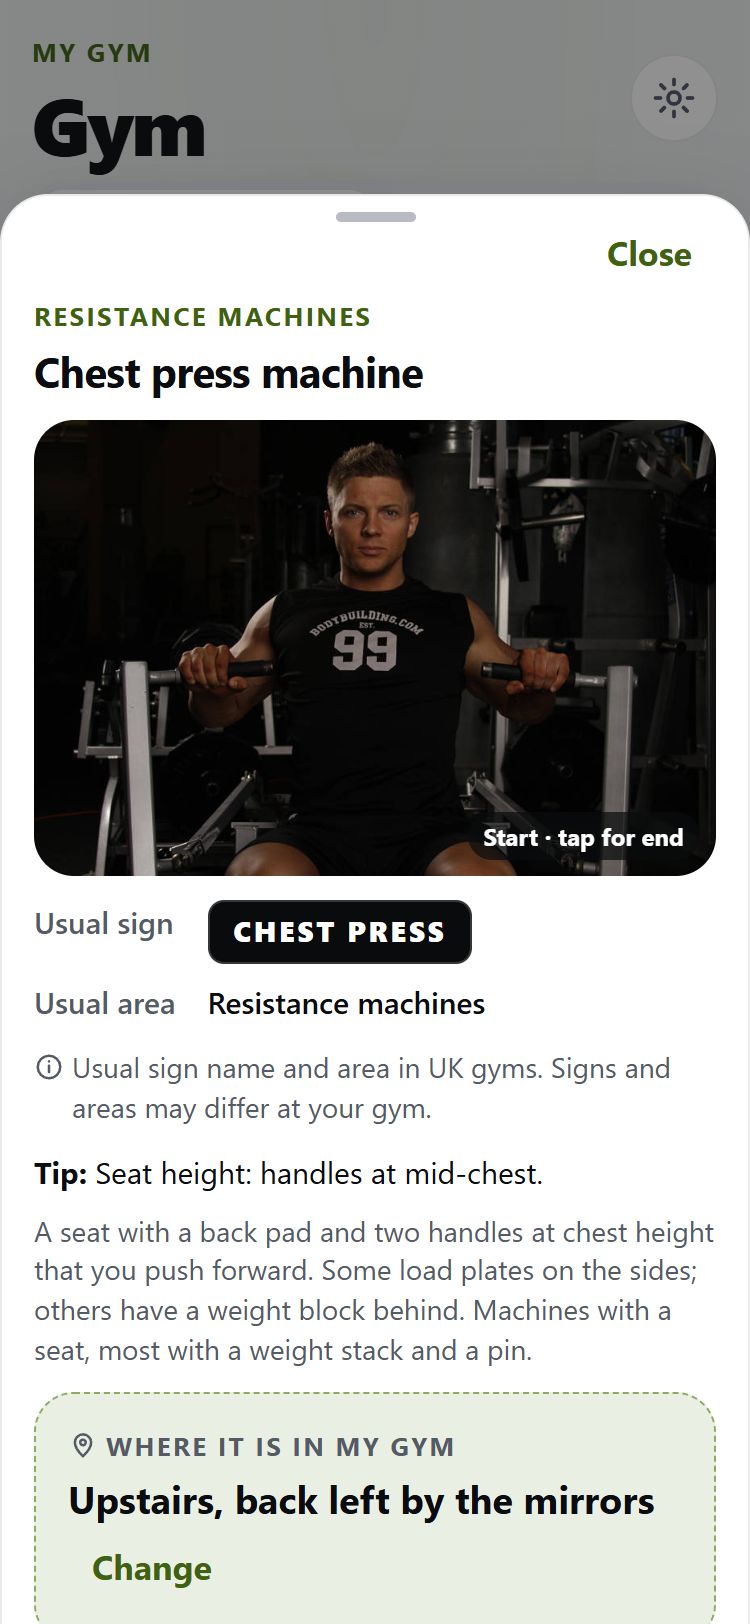 MY GYM
Gym
Close
RESISTANCE MACHINES
Chest press machine
BODYBUILDING.COM
EST.
99
Start · tap for end
Usual sign
CHEST PRESS
Usual area
Resistance machines
Usual sign name and area in UK gyms. Signs and
areas may differ at your gym.
Tip: Seat height: handles at mid-chest.
A seat with a back pad and two handles at chest height
that you push forward. Some load plates on the sides;
others have a weight block behind. Machines with a
seat, most with a weight stack and a pin.
WHERE IT IS IN MY GYM
Upstairs, back left by the mirrors
Change